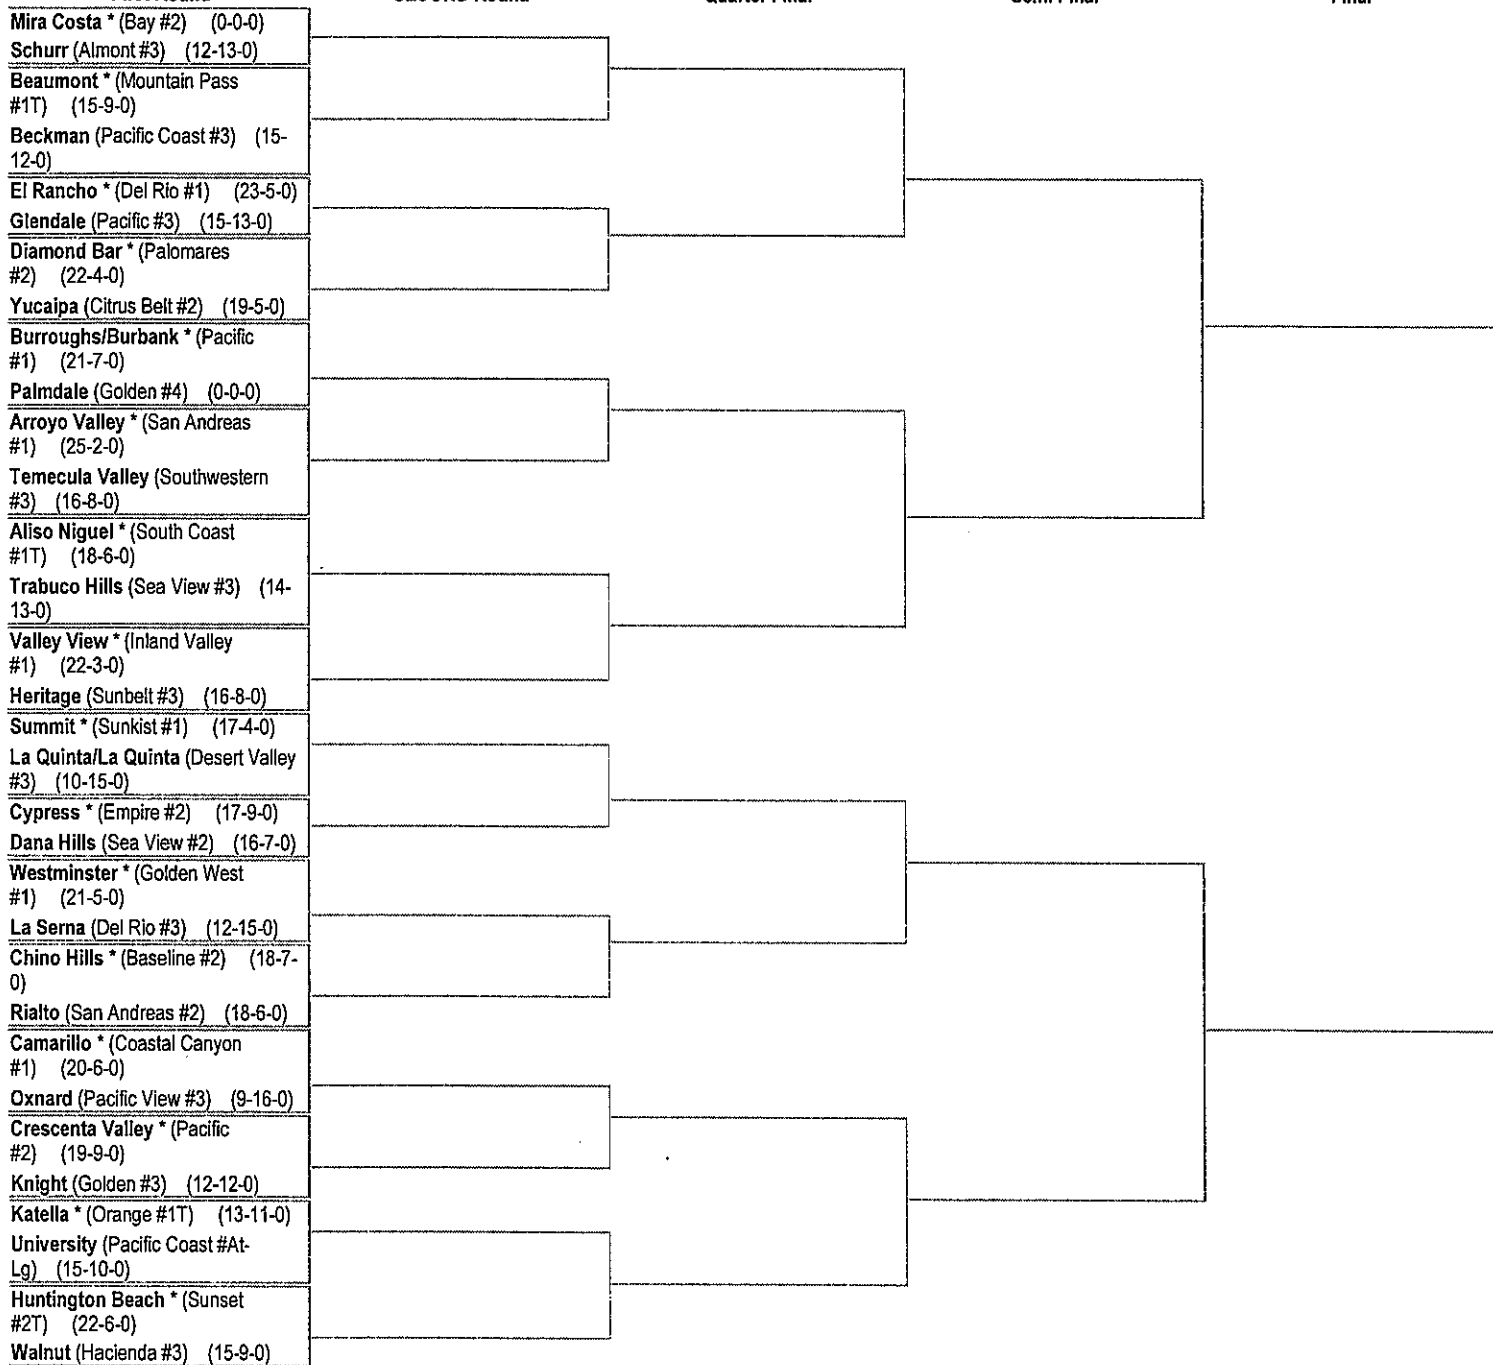 Quarter Final
Semi Final
Final
Mira Costa * (Bay #2) (0-0-0)
Schurr (Almont #3) (12-13-0)
Beaumont * (Mountain Pass
#1T) (15-9-0)
Beckman (Pacific Coast #3) (15-
12-0)
El Rancho * (Del Rio #1) (23-5-0)
Glendale (Pacific #3) (15-13-0)
Diamond Bar * (Palomares
#2) (22-4-0)
Yucaipa (Citrus Belt #2) (19-5-0)
Burroughs/Burbank * (Pacific
#1) (21-7-0)
Palmdale (Golden #4) (0-0-0)
Arroyo Valley * (San Andreas
#1) (25-2-0)
Temecula Valley (Southwestern
#3) (16-8-0)
Aliso Niguel * (South Coast
#1T) (18-6-0)
Trabuco Hills (Sea View #3) (14-
13-0)
Valley View * (Inland Valley
#1) (22-3-0)
Heritage (Sunbelt #3) (16-8-0)
Summit * (Sunkist #1) (17-4-0)
La Quinta/La Quinta (Desert Valley
#3) (10-15-0)
Cypress * (Empire #2) (17-9-0)
Dana Hills (Sea View #2) (16-7-0)
Westminster * (Golden West
#1) (21-5-0)
La Serna (Del Rio #3) (12-15-0)
Chino Hills * (Baseline #2) (18-7-
0)
Rialto (San Andreas #2) (18-6-0)
Camarillo * (Coastal Canyon
#1) (20-6-0)
Oxnard (Pacific View #3) (9-16-0)
Crescenta Valley * (Pacific
#2) (19-9-0)
Knight (Golden #3) (12-12-0)
Katella * (Orange #1T) (13-11-0)
University (Pacific Coast #At-
Lg) (15-10-0)
Huntington Beach * (Sunset
#2T) (22-6-0)
Walnut (Hacienda #3) (15-9-0)